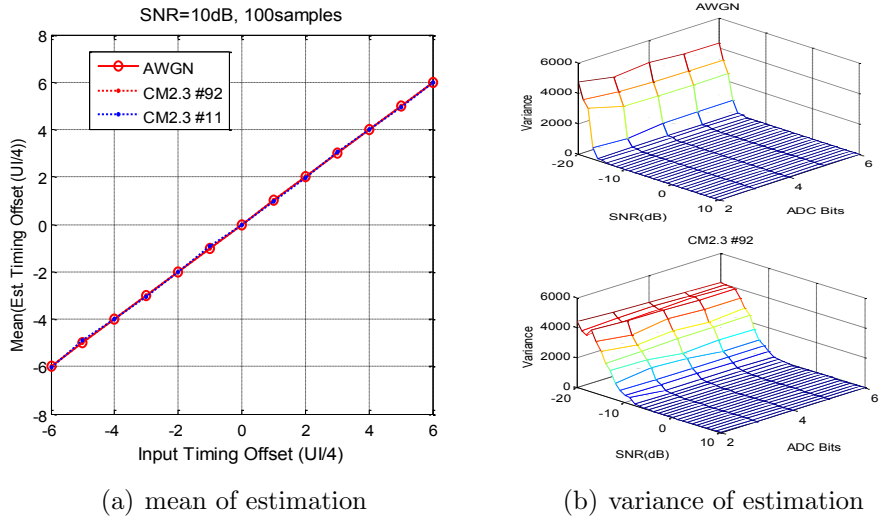 SNR=10dB, 100samples
8
6
4
2
0
-2
-4
-6
-8
Mean(Est. Timing Offset (UI/4))
AWGN
CM2.3 #92
CM2.3 #11
-6 -4 -2 0 2 4 6
Input Timing Offset (UI/4)
(a) mean of estimation
AWGN
6000
4000
2000
0
Variance
-20 -10 0 10
SNR(dB)
2 4 6
ADC Bits
CM2.3 #92
6000
4000
2000
0
Variance
-20 -10 0 10
SNR(dB)
2 4 6
ADC Bits
(b) variance of estimation